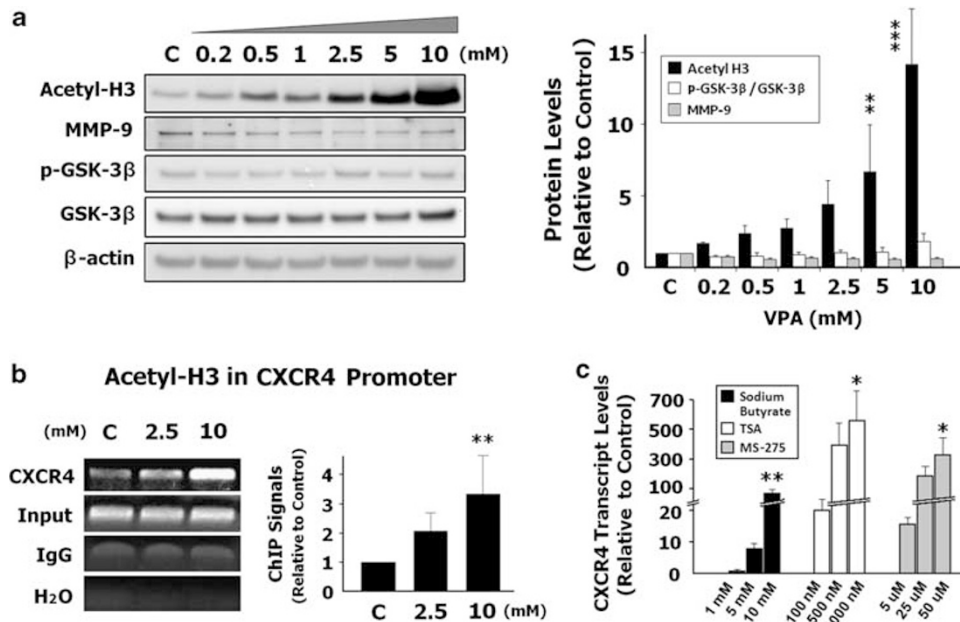 a
C 0.2 0.5 1 2.5 5 10 (mM)
Acetyl-H3
MMP-9
p-GSK-3β
GSK-3β
β-actin
Protein Levels
(Relative to Control)
15
10
5
1
0
Acetyl H3
p-GSK-3β/GSK-3β
MMP-9
**
***
C 0.2 0.5 1 2.5 5 10
VPA (mM)
b
Acetyl-H3 in CXCR4 Promoter
(mM) C 2.5 10
CXCR4
Input
IgG
H2O
ChIP Signals
(Relative to Control)
4
3
2
1
0
**
C 2.5 10 (mM)
c
CXCR4 Transcript Levels
(Relative to Control)
700
500
300
100
20
10
0
Sodium
Butyrate
TSA
MS-275
**
*
*
1 mM
5 mM
10 mM
100 nM
500 nM
000 nM
5 uM
25 uM
50 uM